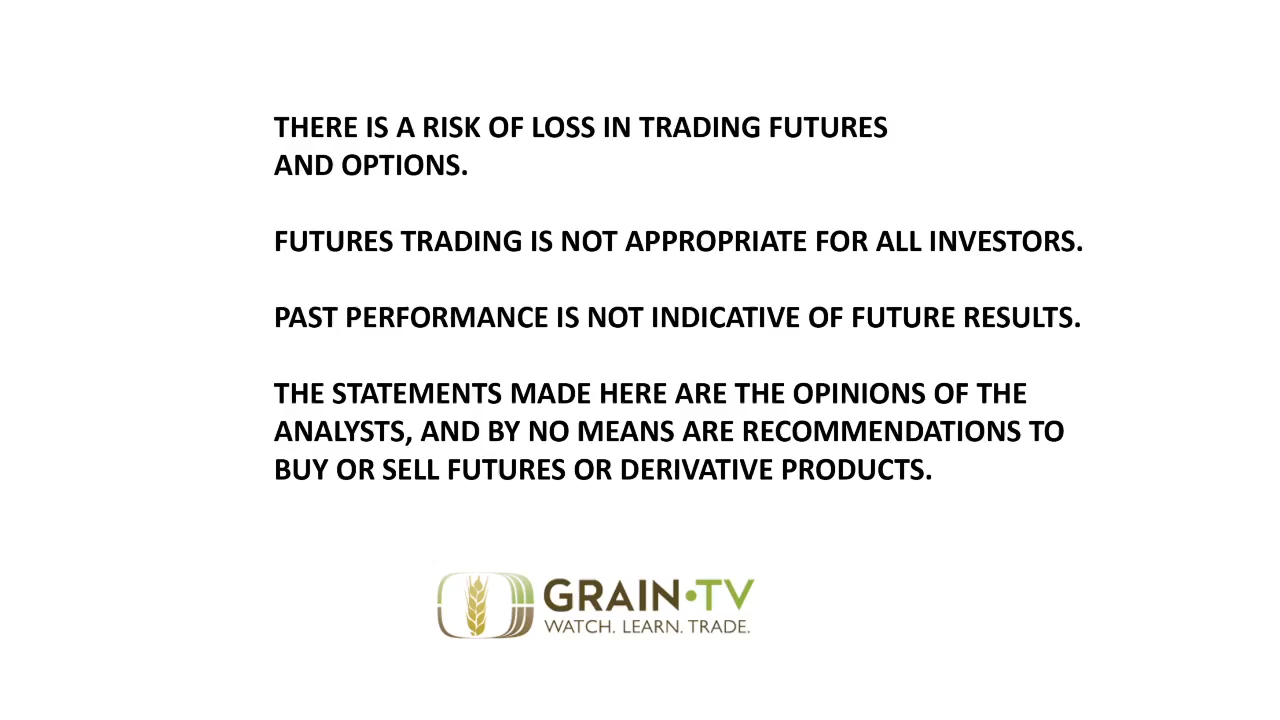 THERE IS A RISK OF LOSS IN TRADING FUTURES
AND OPTIONS.
FUTURES TRADING IS NOT APPROPRIATE FOR ALL INVESTORS.
PAST PERFORMANCE IS NOT INDICATIVE OF FUTURE RESULTS.
THE STATEMENTS MADE HERE ARE THE OPINIONS OF THE
ANALYSTS, AND BY NO MEANS ARE RECOMMENDATIONS TO
BUY OR SELL FUTURES OR DERIVATIVE PRODUCTS.
GRAIN•TV
WATCH. LEARN. TRADE.